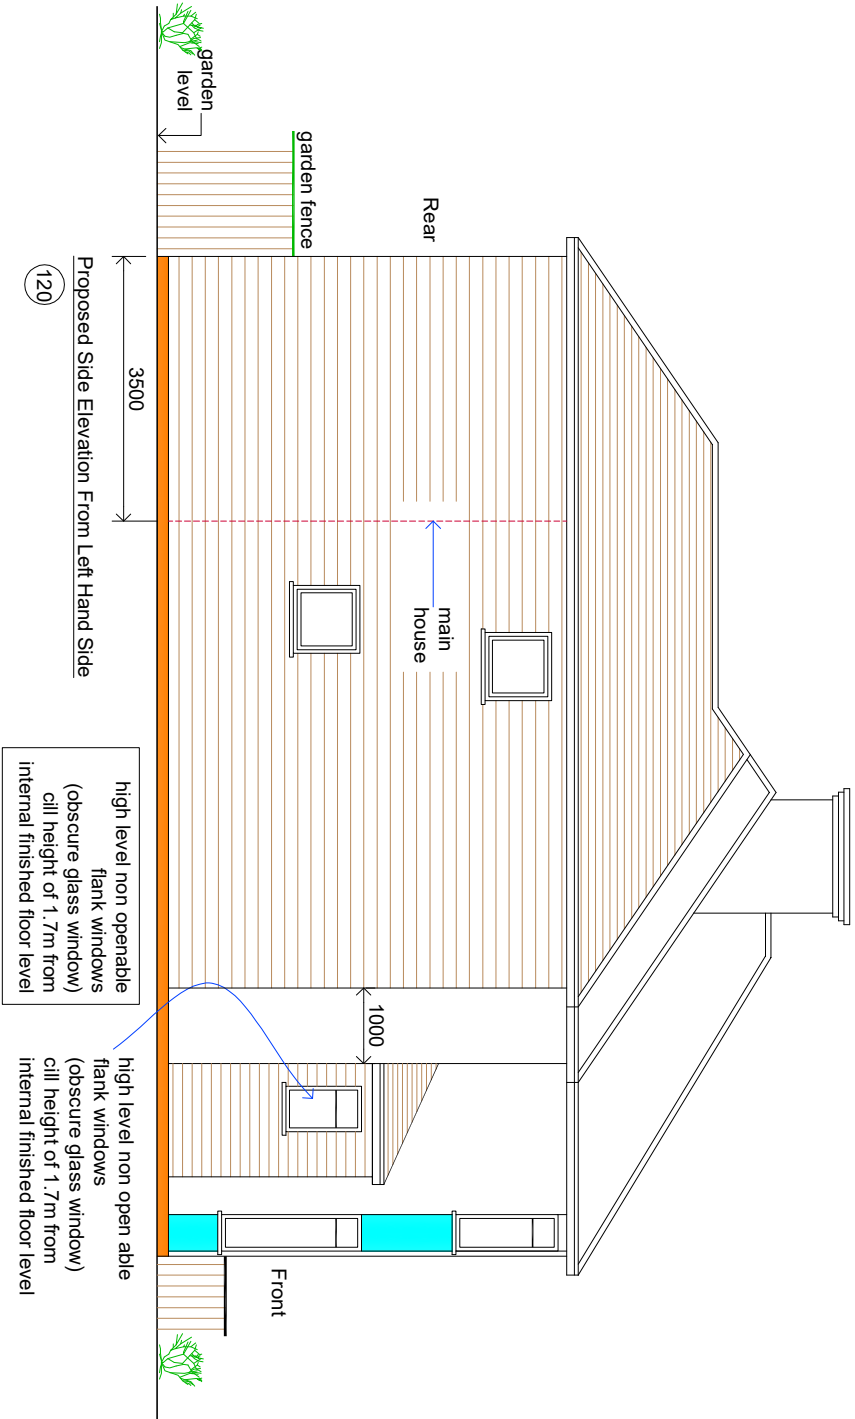 garden
level
garden fence
Rear
main
house
1000
Front
3500
Proposed Side Elevation From Left Hand Side
120
high level non openable
flank windows
(obscure glass window)
cill height of 1.7m from
internal finished floor level
high level non open able
flank windows
(obscure glass window)
cill height of 1.7m from
internal finished floor level